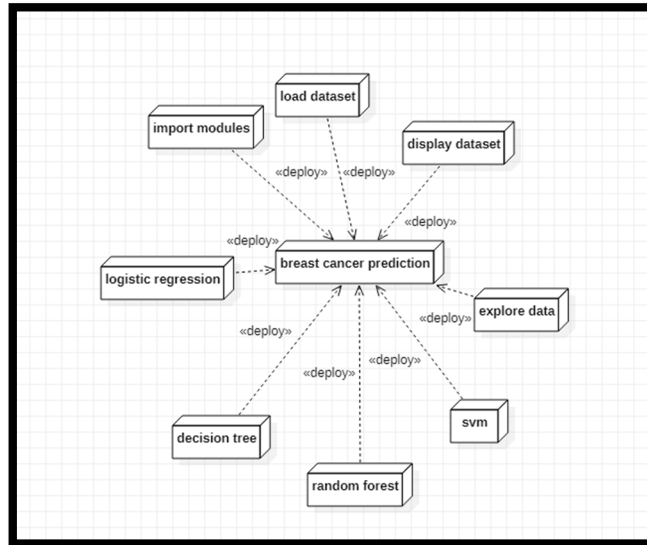 load dataset
import modules
display dataset
«deploy»
«deploy»
«deploy»
«deploy»
breast cancer prediction
logistic regression
explore data
«deploy»
«deploy»
«deploy»
«deploy»
svm
decision tree
random forest